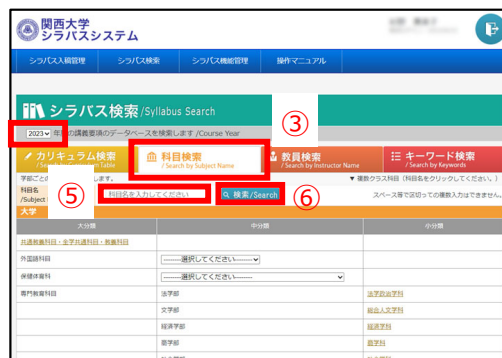 関西大学
シラバスシステム
シラバス入稿管理 シラバス検索 シラバス機能管理 操作マニュアル
シラバス検索/Syllabus Search
③
2023 年度の講義要項のデータベースを検索します /Course Year
カリキュラム検索 科目検索 教員検索 キーワード検索
/Search by Subject Name /Search by Instructor Name /Search by Keywords
学部ごとの ▼ 複数クラス科目（科目名をクリックしてください。）
⑤ ⑥
科目名 科目名を入力してください 検索/Search スペース等で区切っての複数入力はできません。
/Subject
大学
大分類 中分類 小分類
共通教養科目・全学共通科目・教養科目
外国語科目 --------選択してください--------
保健体育科 --------選択してください--------
専門教育科目 法学部 法学政治学科
文学部 総合人文学科
経済学部 経済学科
商学部 商学科